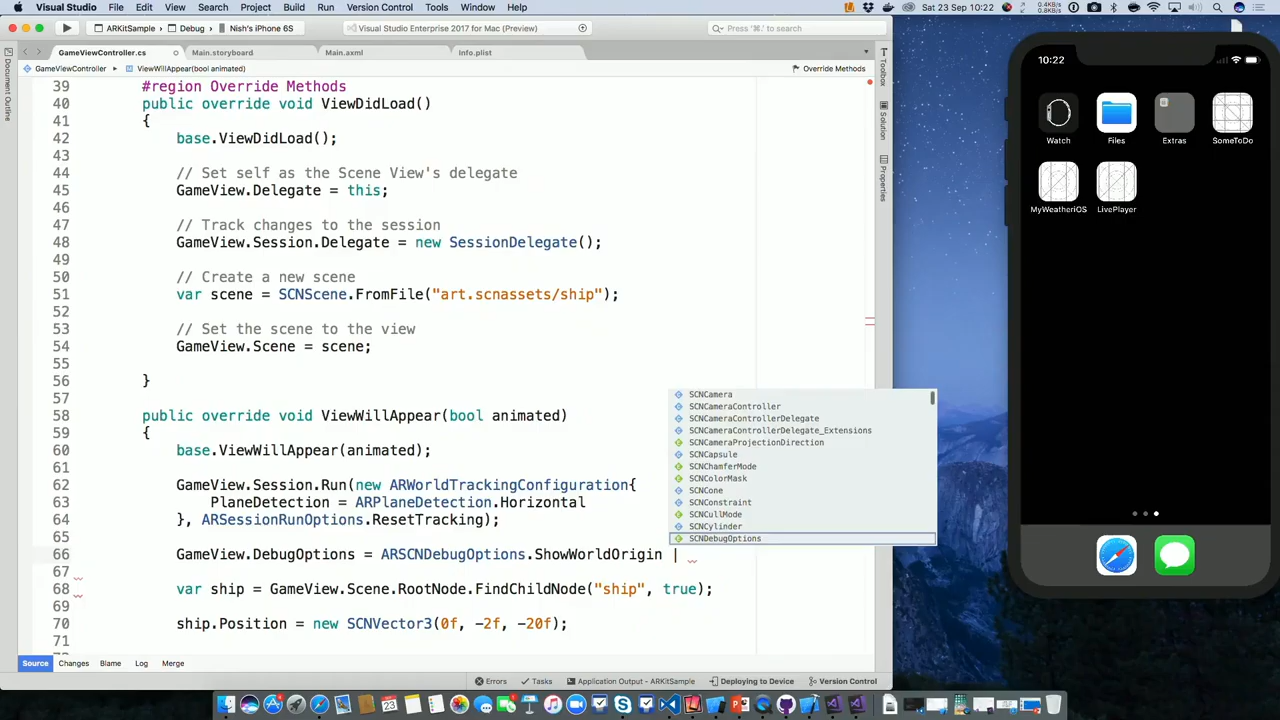 Visual Studio File Edit View Search Project Build Run Version Control Tools Window Help
0.4KB/s
0.8KB/s
Sat 23 Sep 10:22
ARKitSample
Debug
Nish's iPhone 6S
Visual Studio Enterprise 2017 for Mac (Preview)
Press '⌘.' to search
GameViewController.cs
Main.storyboard
Main.axml
Info.plist
GameViewController
ViewWillAppear(bool animated)
Override Methods
Document Outline
Toolbox
Solution
Properties
39 #region Override Methods
40 public override void ViewDidLoad()
41 {
42 base.ViewDidLoad();
43
44 // Set self as the Scene View's delegate
45 GameView.Delegate = this;
46
47 // Track changes to the session
48 GameView.Session.Delegate = new SessionDelegate();
49
50 // Create a new scene
51 var scene = SCNScene.FromFile("art.scnassets/ship");
52
53 // Set the scene to the view
54 GameView.Scene = scene;
55
56 }
57
58 public override void ViewWillAppear(bool animated)
59 {
60 base.ViewWillAppear(animated);
61
62 GameView.Session.Run(new ARWorldTrackingConfiguration{
63 PlaneDetection = ARPlaneDetection.Horizontal
64 }, ARSessionRunOptions.ResetTracking);
65
66 GameView.DebugOptions = ARSCNDebugOptions.ShowWorldOrigin |
67
68 var ship = GameView.Scene.RootNode.FindChildNode("ship", true);
69
70 ship.Position = new SCNVector3(0f, -2f, -20f);
71
SCNCamera
SCNCameraController
SCNCameraControllerDelegate
SCNCameraControllerDelegate_Extensions
SCNCameraProjectionDirection
SCNCapsule
SCNChamferMode
SCNColorMask
SCNCone
SCNConstraint
SCNCullMode
SCNCylinder
SCNDebugOptions
Source Changes Blame Log Merge
Errors Tasks Application Output - ARKitSample Deploying to Device Version Control
10:22
Watch Files Extras SomeToDo
MyWeatheriOS LivePlayer
23